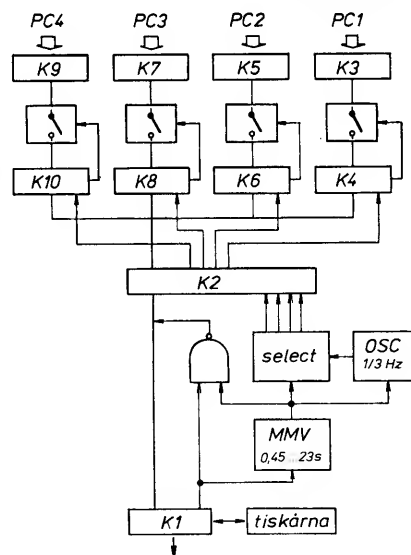 PC4 PC3 PC2 PC1
K9 K7 K5 K3
K10 K8 K6 K4
K2
select OSC
1/3 Hz
MMV
0,45 23s
K1 tiskárna